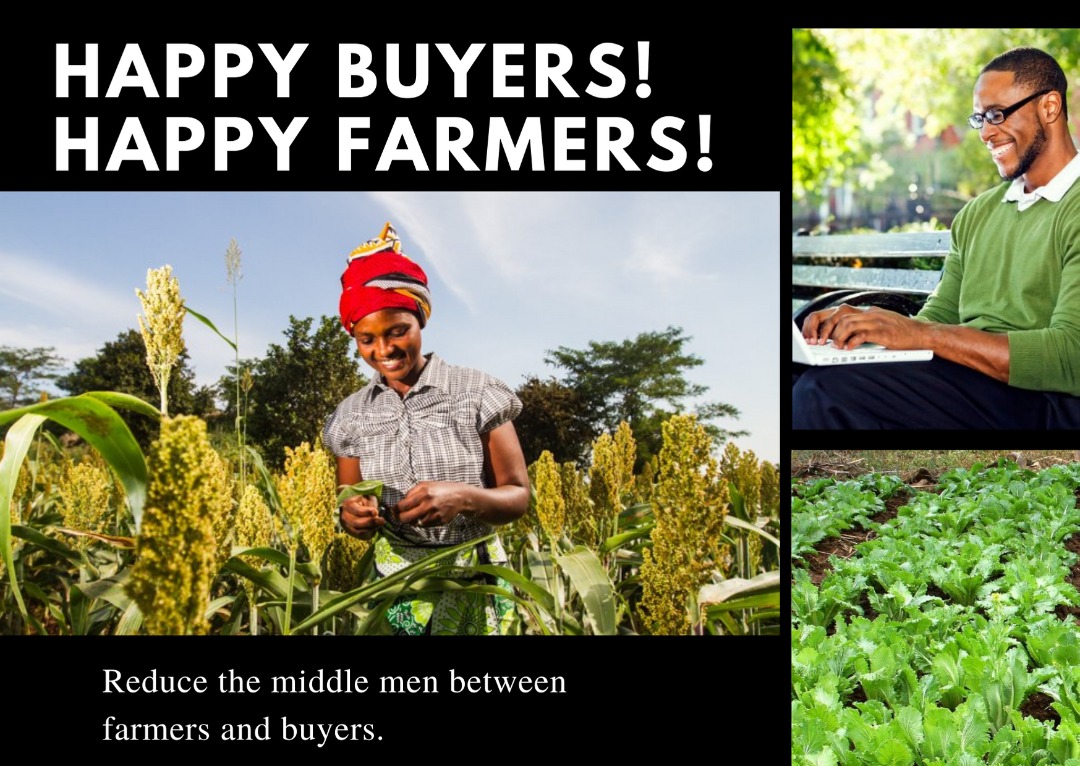 HAPPY BUYERS!
HAPPY FARMERS!
Reduce the middle men between
farmers and buyers.